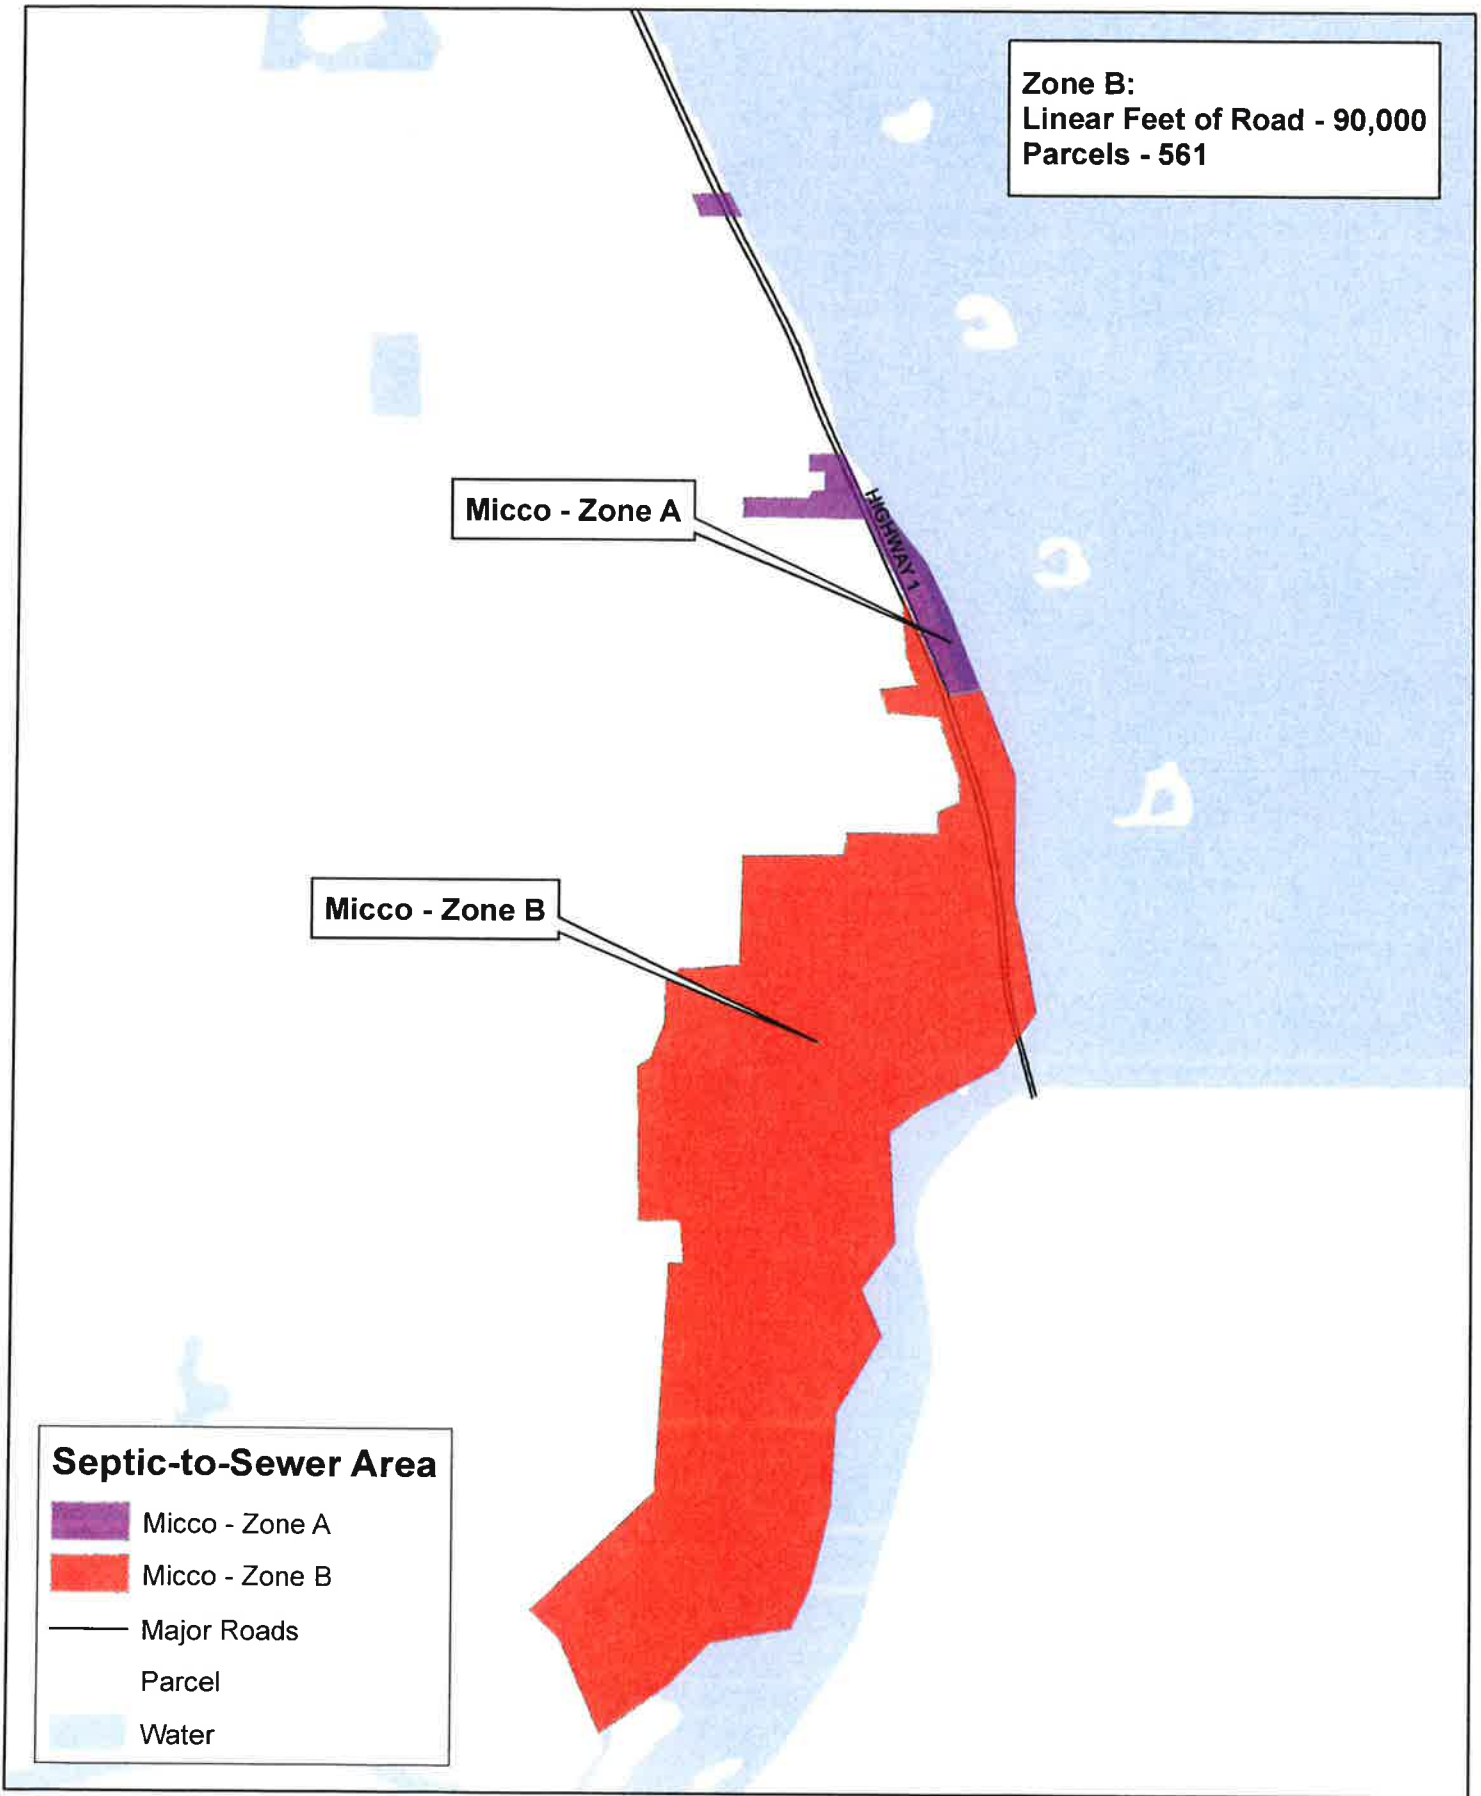 Zone B:
Linear Feet of Road - 90,000
Parcels - 561
Micco - Zone A
HIGHWAY 1
Micco - Zone B
Septic-to-Sewer Area
Micco - Zone A
Micco - Zone B
Major Roads
Parcel
Water